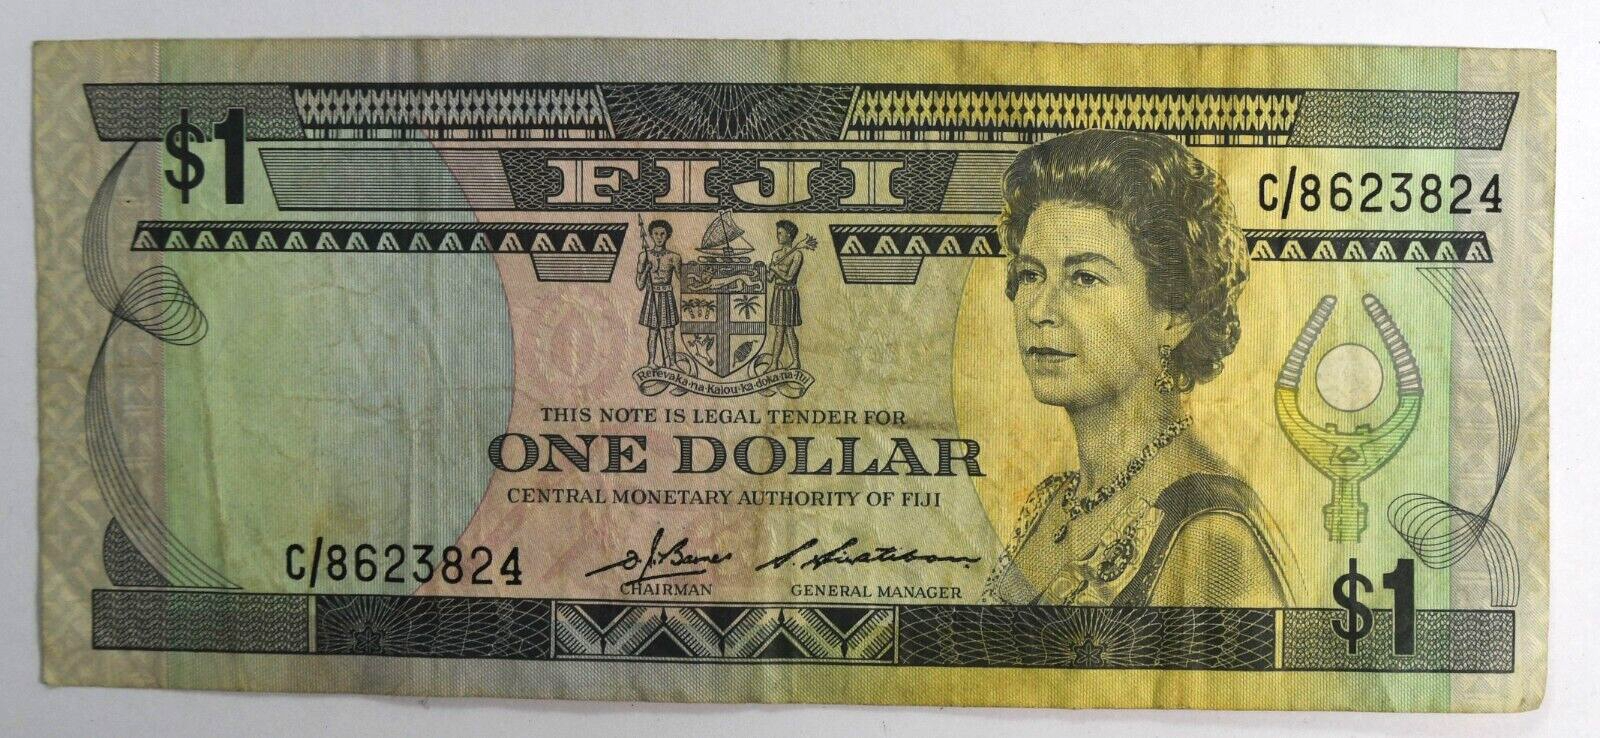 $1
FIJI
C/8623824
Rerevaka-na-Kalou-ka-doka-na-Tui
THIS NOTE IS LEGAL TENDER FOR
ONE DOLLAR
CENTRAL MONETARY AUTHORITY OF FIJI
C/8623824
CHAIRMAN
GENERAL MANAGER
$1